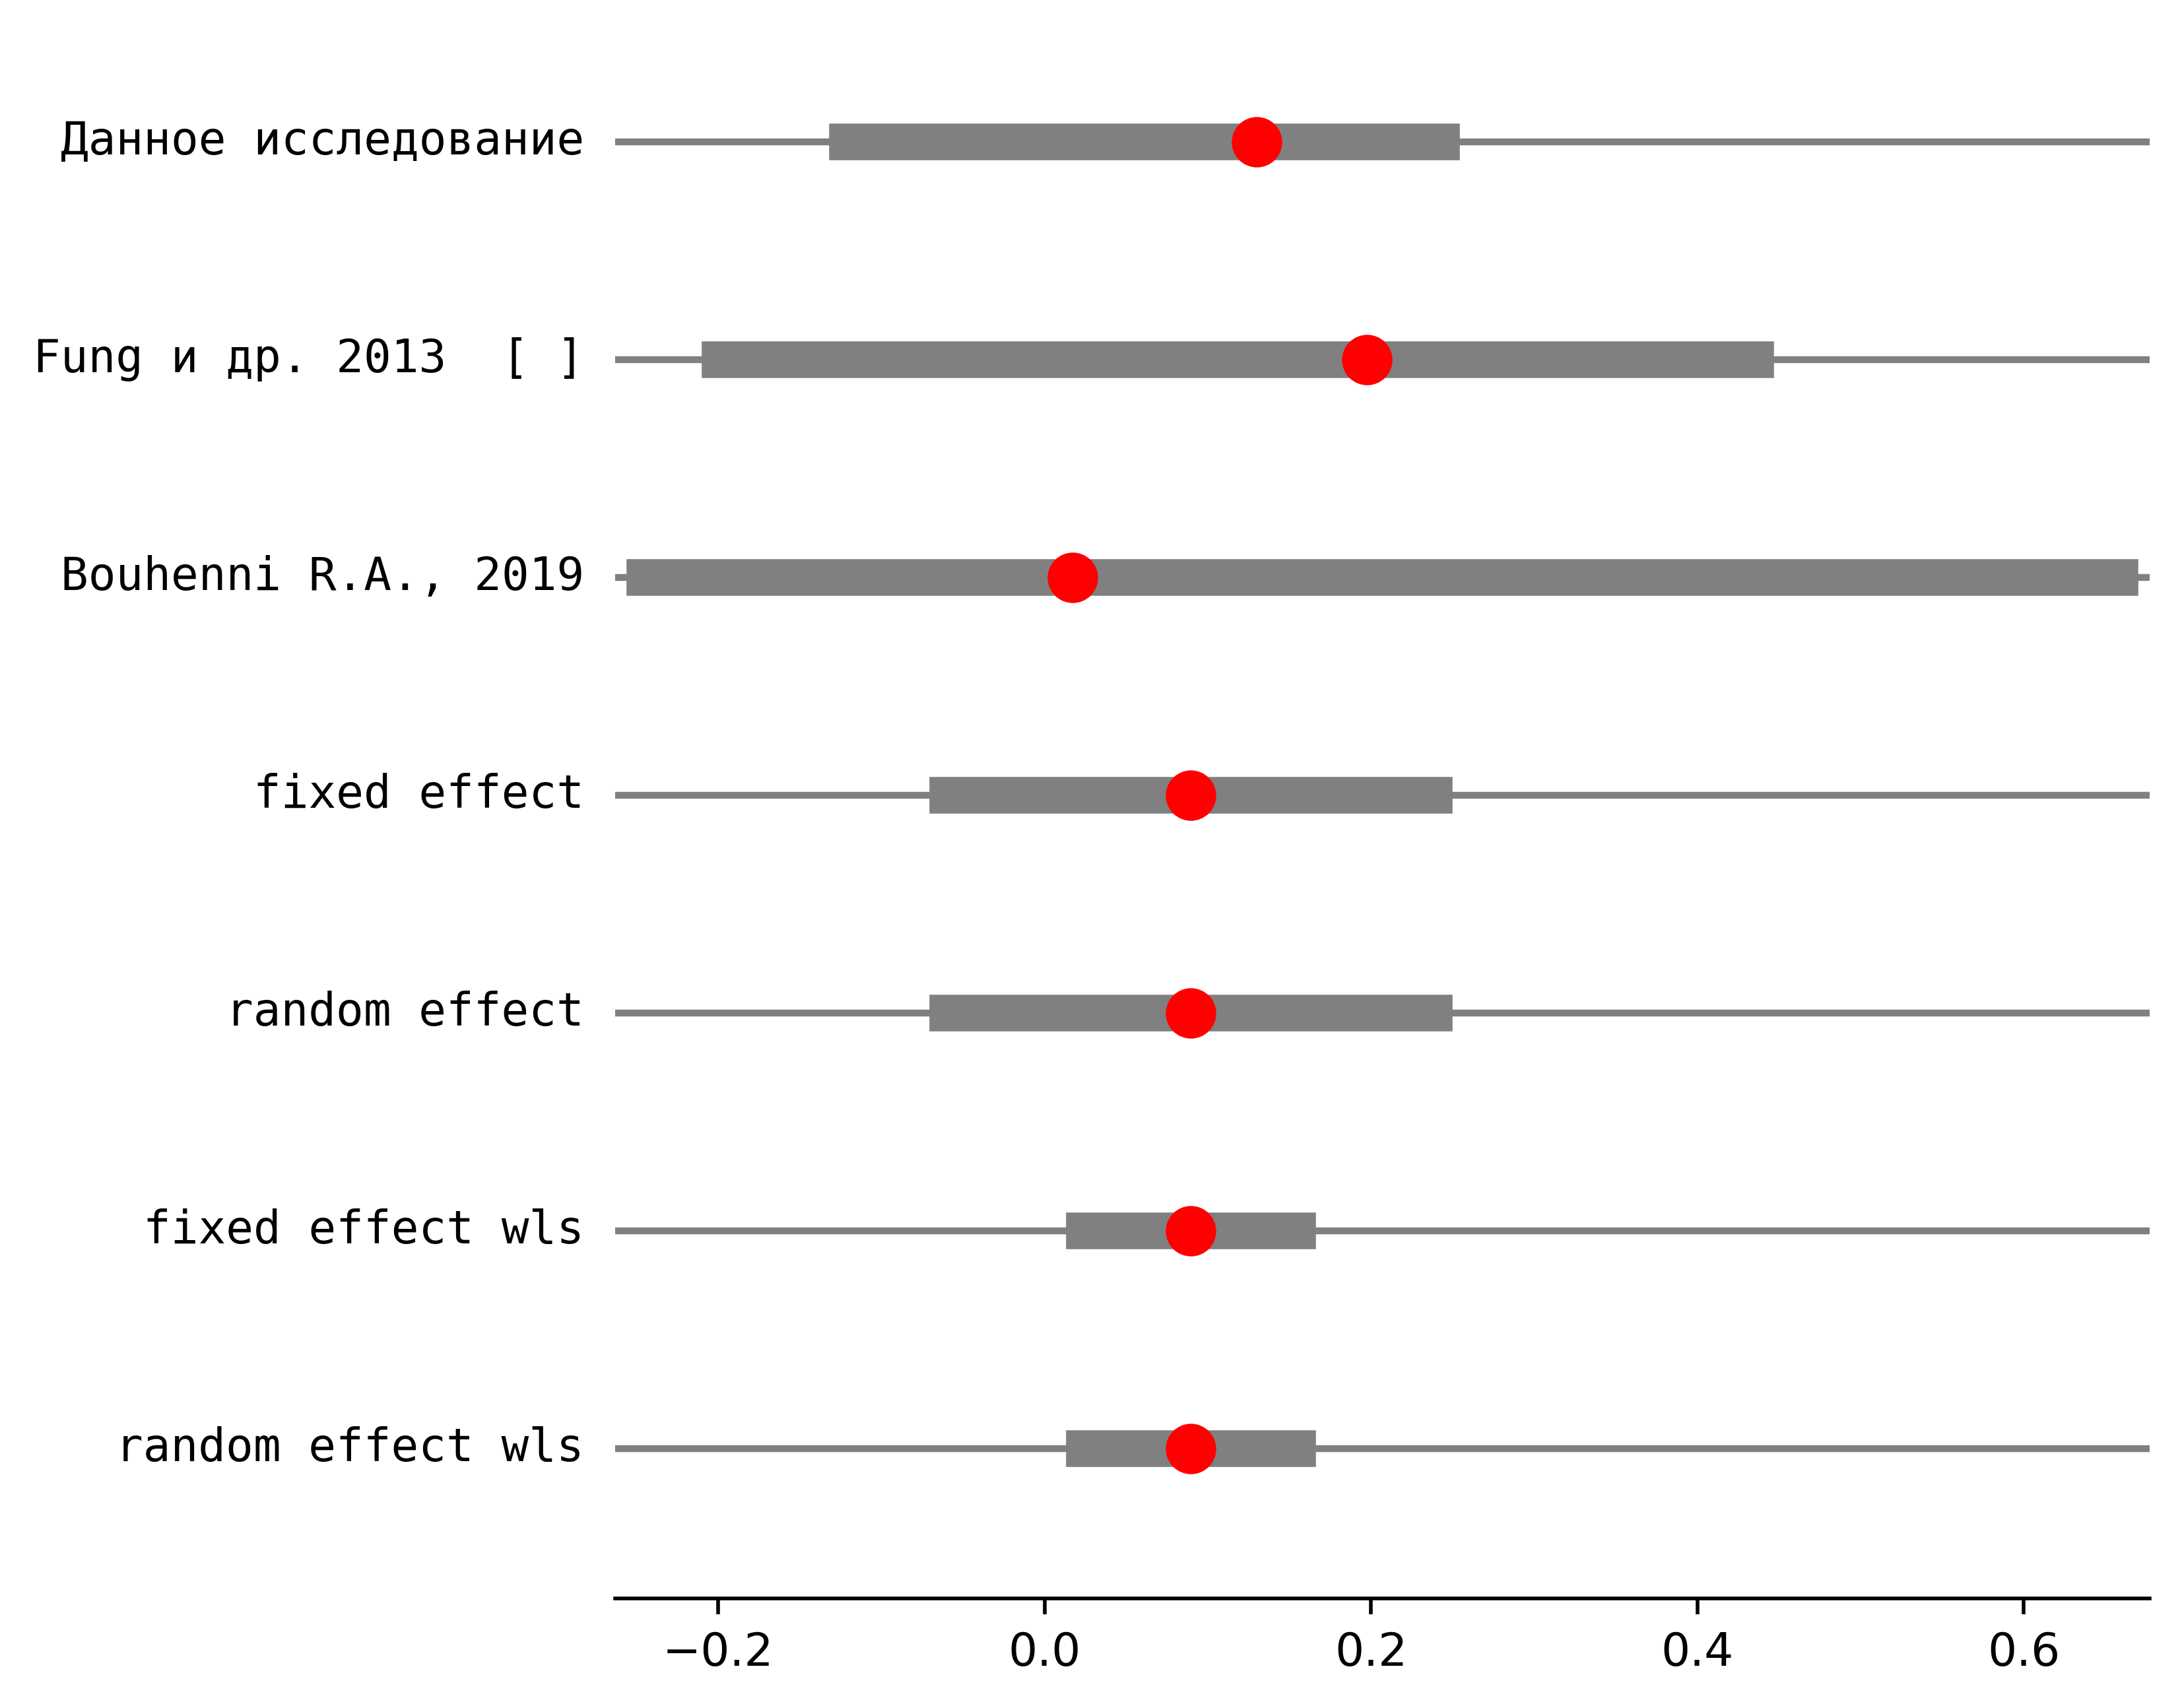 Данное исследование
Fung и др. 2013  [ ]
Bouhenni R.A., 2019
fixed effect
random effect
fixed effect wls
random effect wls
−0.2 0.0 0.2 0.4 0.6